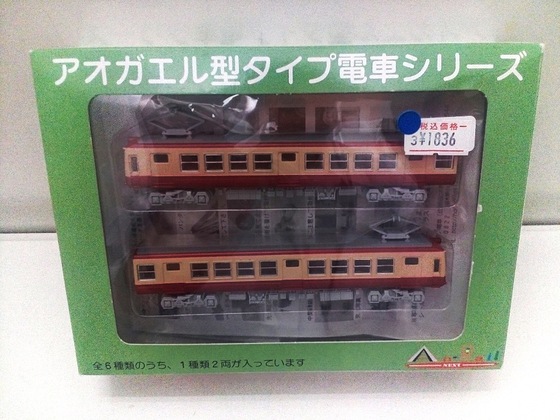 アオガエル型タイプ電車シリーズ
税込価格
3¥1836
全6種類のうち、1種類2両が入っています
NEXT